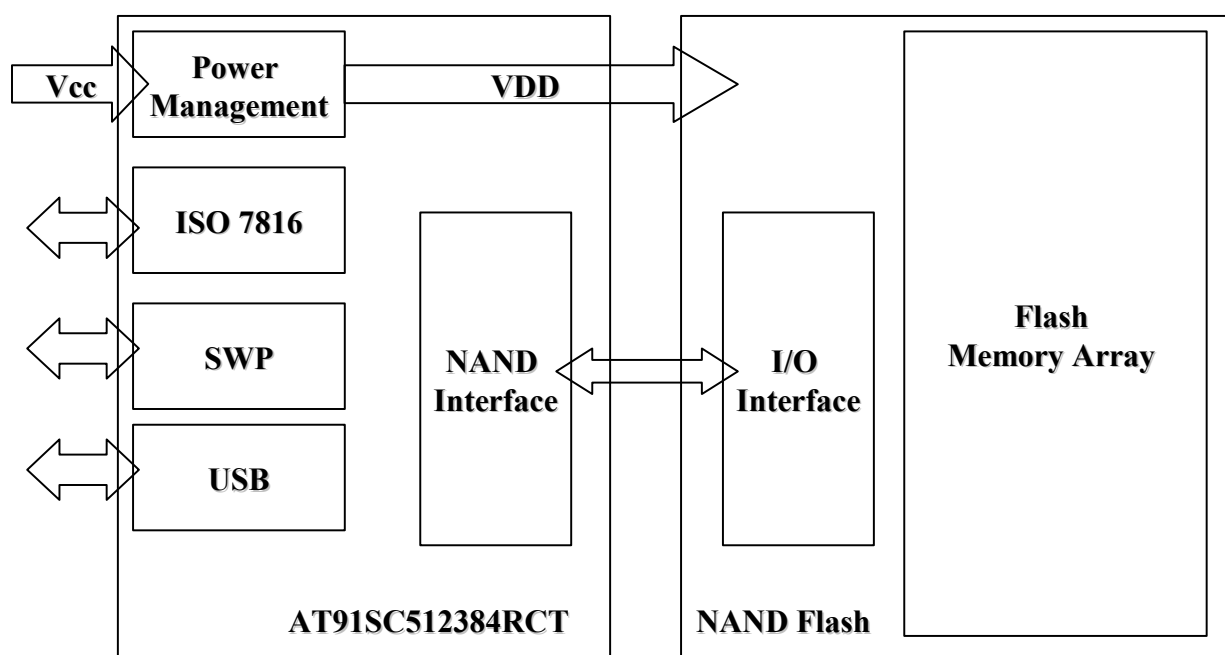 Vcc
Power
Management
VDD
ISO 7816
SWP
USB
NAND
Interface
I/O
Interface
Flash
Memory Array
AT91SC512384RCT
NAND Flash